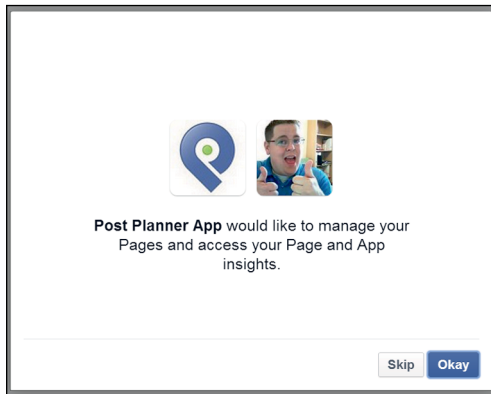 Post Planner App would like to manage your
Pages and access your Page and App
insights.
Skip
Okay